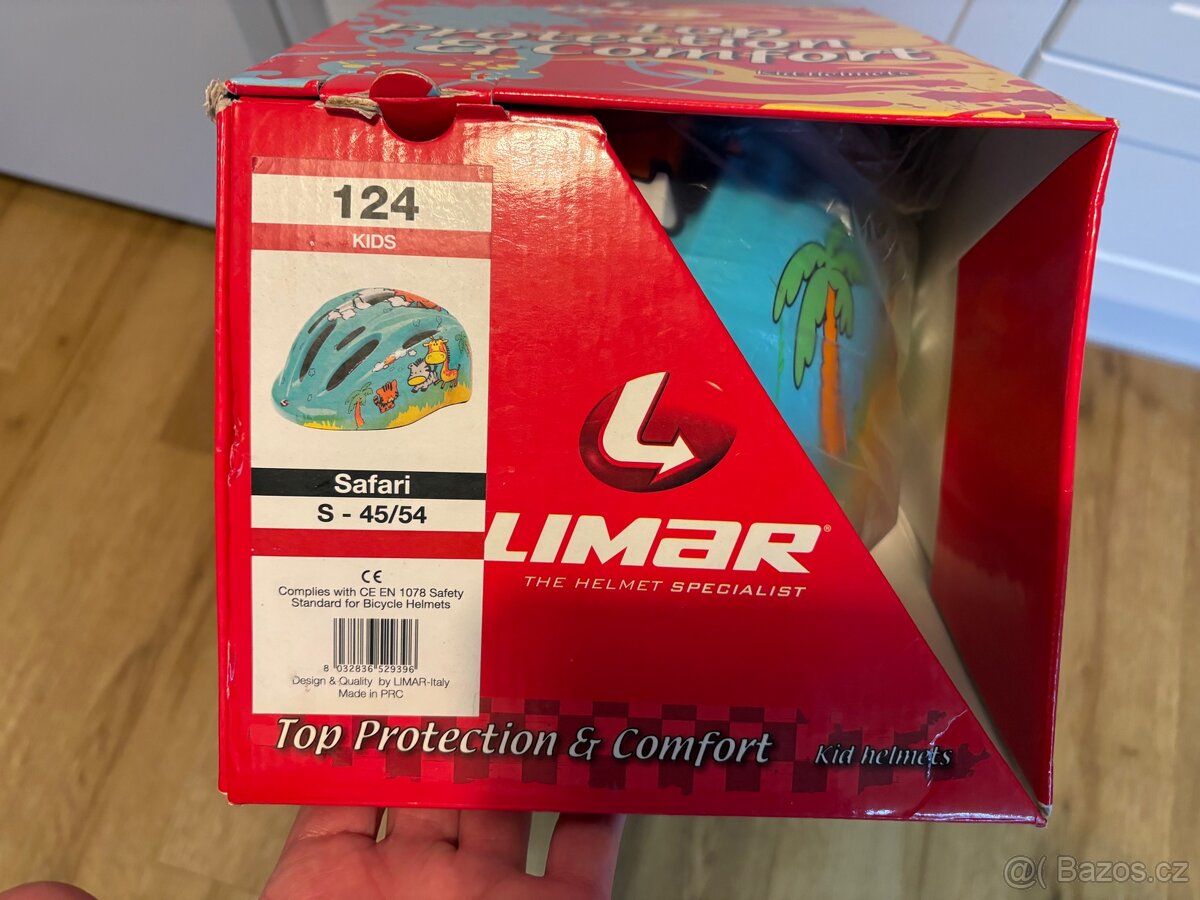 Top
Protection
& Comfort
Kid Helmets
124
KIDS
Safari
S - 45/54
CE
Complies with CE EN 1078 Safety
Standard for Bicycle Helmets
8 032836 529396
Design & Quality by LIMAR-Italy
Made in PRC
LIMAR®
THE HELMET SPECIALIST
Top Protection & Comfort
Kid helmets
@( Bazos.cz